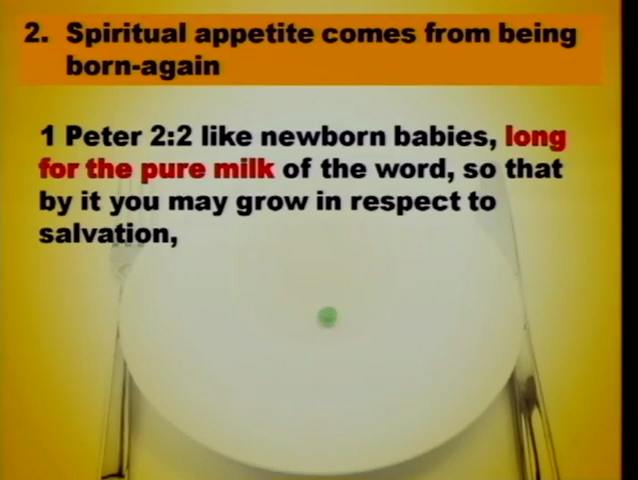 2. Spiritual appetite comes from being
born-again
1 Peter 2:2 like newborn babies, long
for the pure milk of the word, so that
by it you may grow in respect to
salvation,